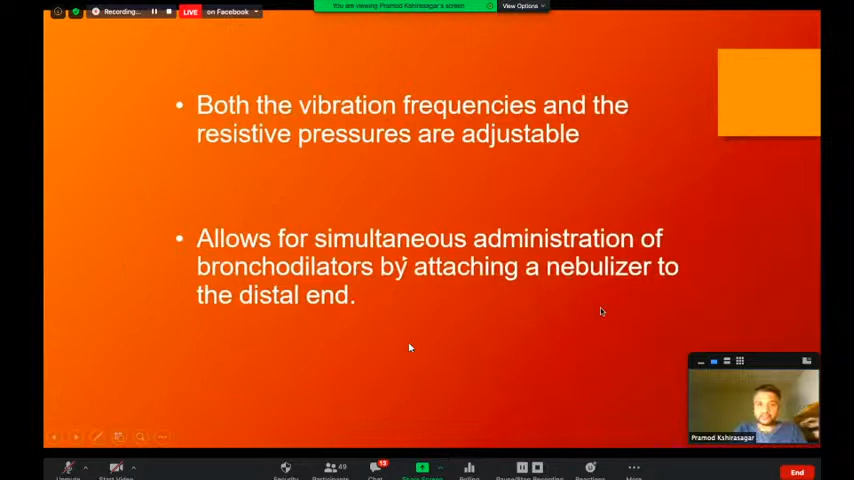 Recording...
LIVE
on Facebook
You are viewing Pramod Kshirasagar's screen
View Options
• Both the vibration frequencies and the
resistive pressures are adjustable
• Allows for simultaneous administration of
bronchodilators by attaching a nebulizer to
the distal end.
Pramod Kshirasagar
49
13
Unmute
Start Video
Security
Participants
Chat
Share Screen
Polling
Pause/Stop Recording
Reactions
More
End